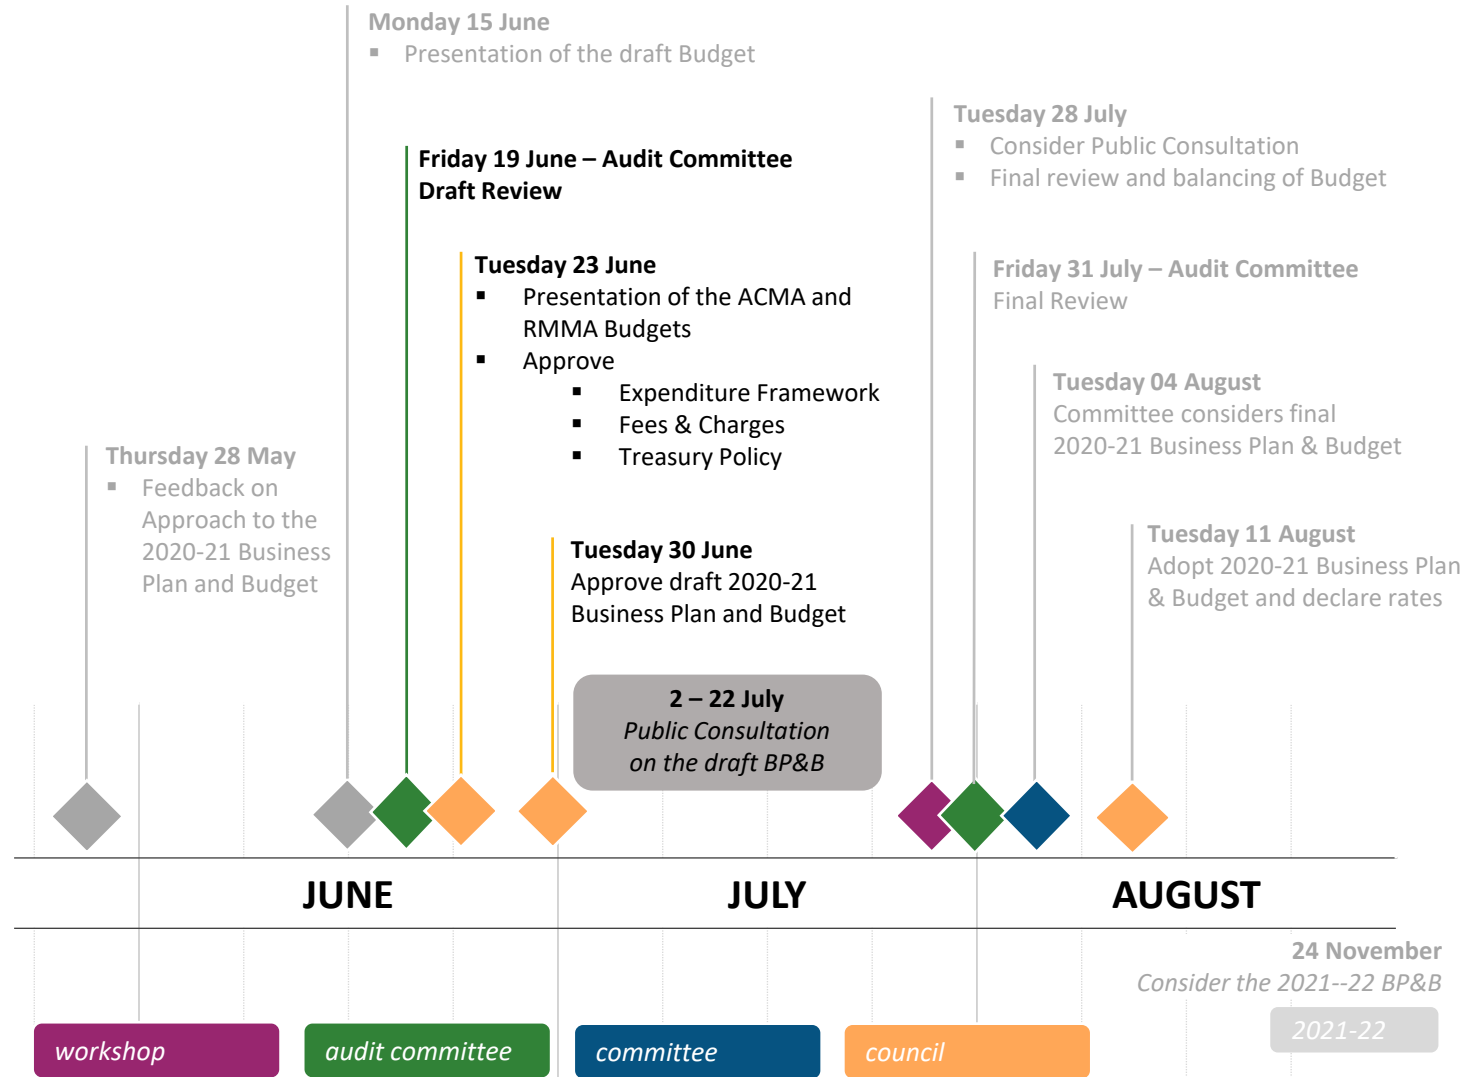 Monday 15 June
▪ Presentation of the draft Budget
Tuesday 28 July
▪ Consider Public Consultation
▪ Final review and balancing of Budget
Friday 19 June – Audit Committee
Draft Review
Tuesday 23 June
▪ Presentation of the ACMA and
RMMA Budgets
▪ Approve
▪ Expenditure Framework
▪ Fees & Charges
▪ Treasury Policy
Friday 31 July – Audit Committee
Final Review
Tuesday 04 August
Committee considers final
2020-21 Business Plan & Budget
Thursday 28 May
▪ Feedback on
Approach to the
2020-21 Business
Plan and Budget
Tuesday 30 June
Approve draft 2020-21
Business Plan and Budget
Tuesday 11 August
Adopt 2020-21 Business Plan
& Budget and declare rates
2 – 22 July
Public Consultation
on the draft BP&B
JUNE
JULY
AUGUST
24 November
Consider the 2021--22 BP&B
2021-22
workshop
audit committee
committee
council